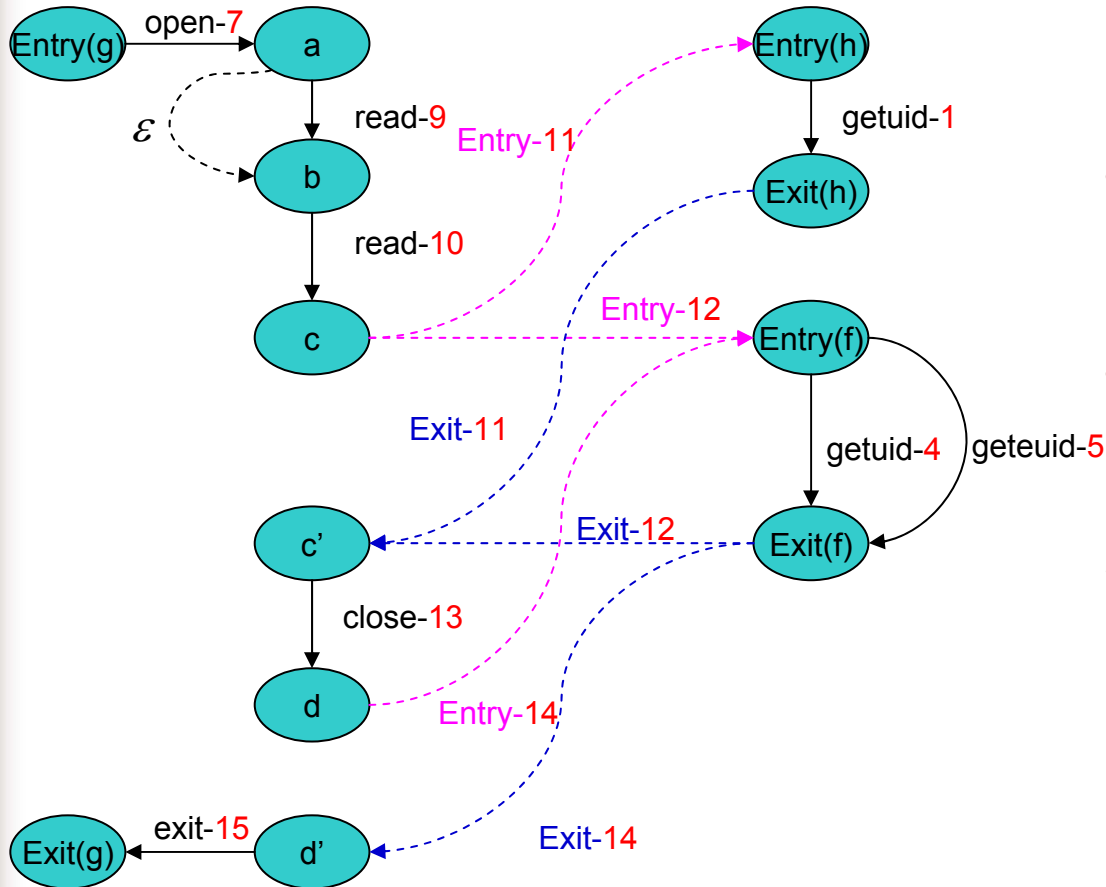 Entry(g)
open-7
a
Entry(h)
ε
read-9
Entry-11
getuid-1
b
Exit(h)
read-10
c
Entry-12
Entry(f)
Exit-11
getuid-4
geteuid-5
c’
Exit-12
Exit(f)
close-13
d
Entry-14
Exit(g)
exit-15
d’
Exit-14